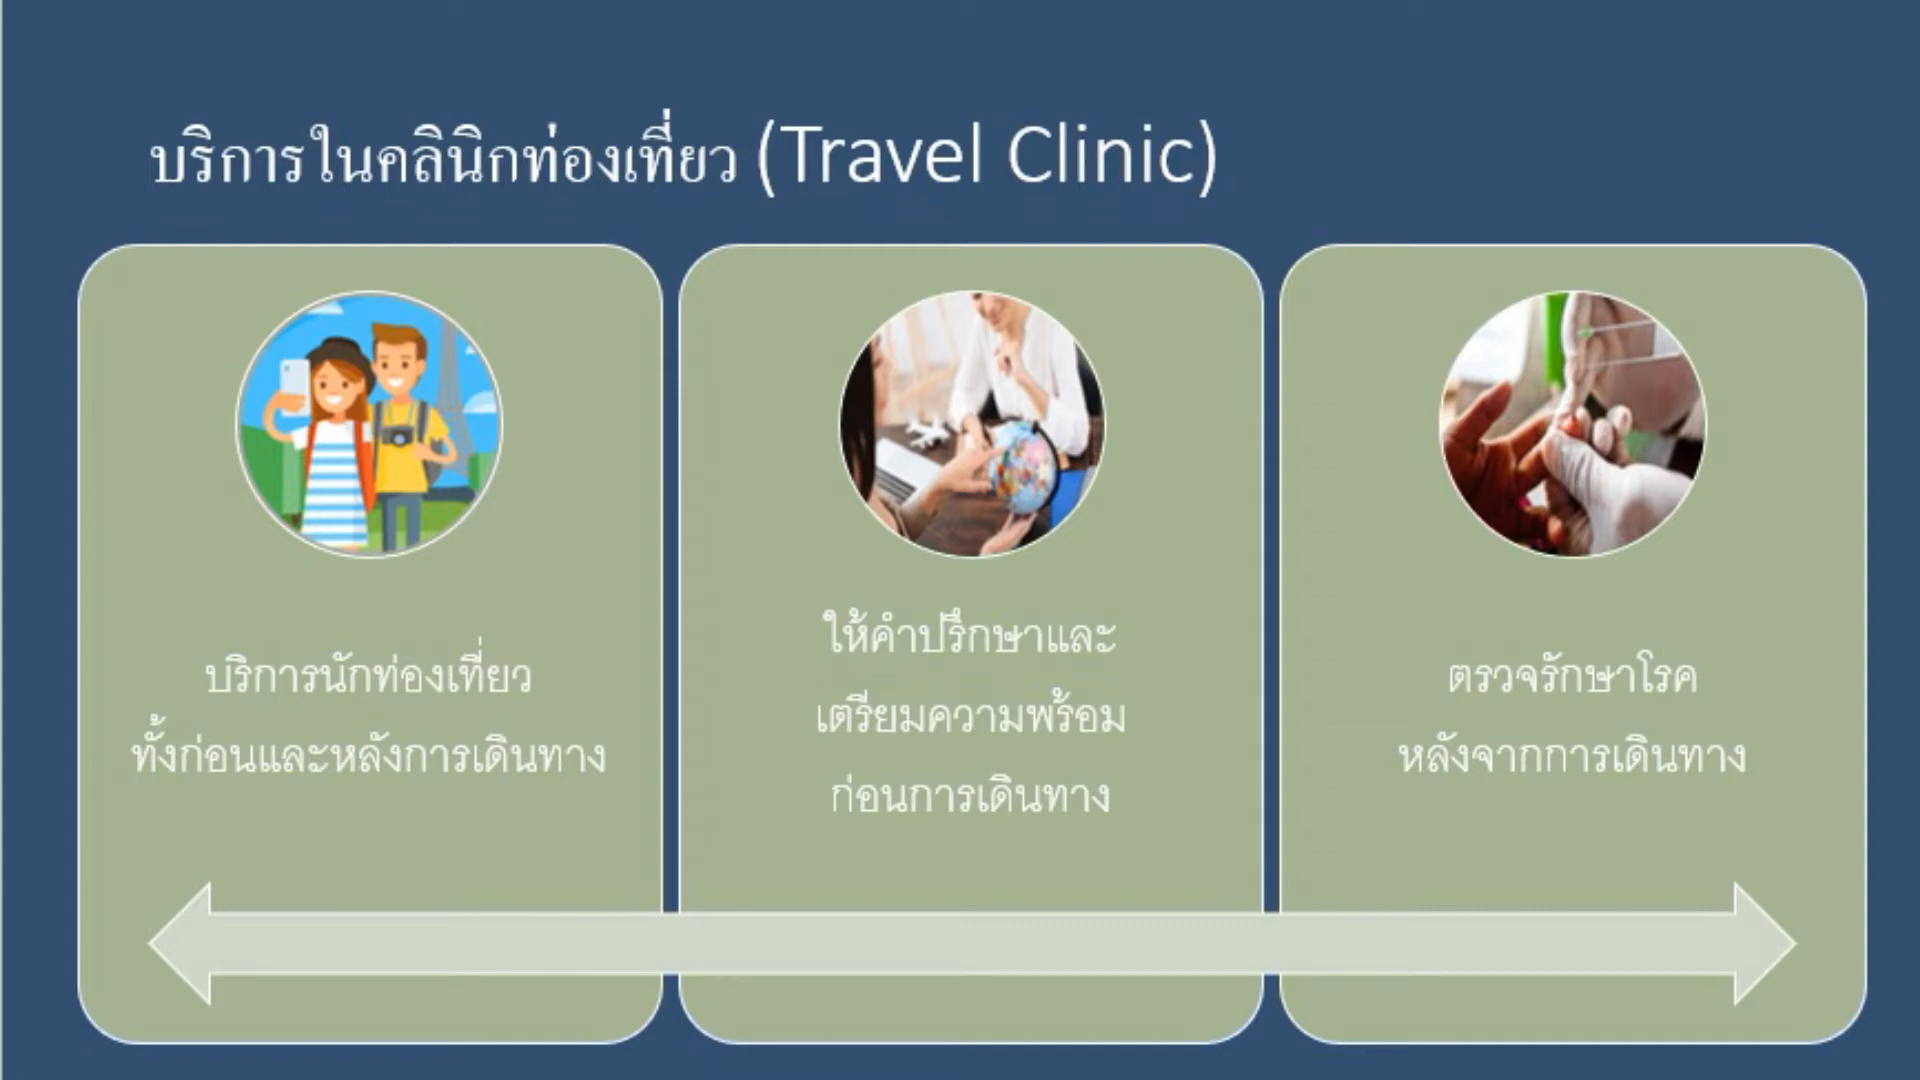 บริการในคลินิกท่องเที่ยว (Travel Clinic)
บริการนักท่องเที่ยว
ทั้งก่อนและหลังการเดินทาง
ให้คำปรึกษาและ
เตรียมความพร้อม
ก่อนการเดินทาง
ตรวจรักษาโรค
หลังจากการเดินทาง